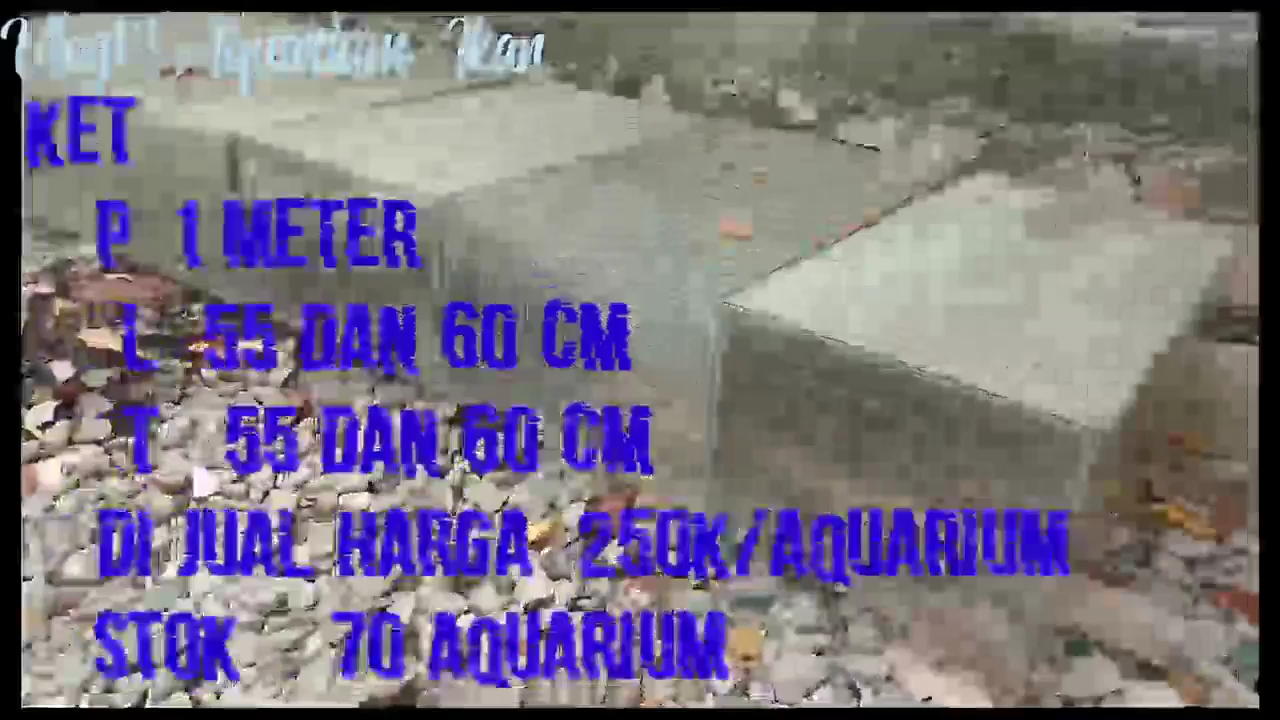 KET
P 1 METER
L 55 DAN 60 CM
T 55 DAN 60 CM
DI JUAL HARGA 250K/AQUARIUM
STOK 70 AQUARIUM